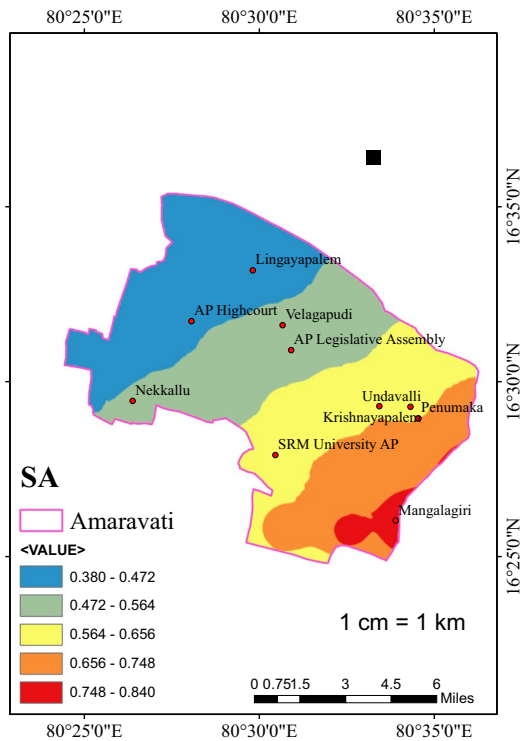 80°25'0"E 80°30'0"E 80°35'0"E
16°35'0"N
16°30'0"N
16°25'0"N
Lingayapalem
AP Highcourt
Velagapudi
AP Legislative Assembly
Nekkallu
Undavalli
Penumaka
Krishnayapalem
SRM University AP
Mangalagiri
SA
Amaravati
<VALUE>
0.380 - 0.472
0.472 - 0.564
0.564 - 0.656
0.656 - 0.748
0.748 - 0.840
1 cm = 1 km
0 0.75 1.5 3 4.5 6
Miles
80°25'0"E 80°30'0"E 80°35'0"E